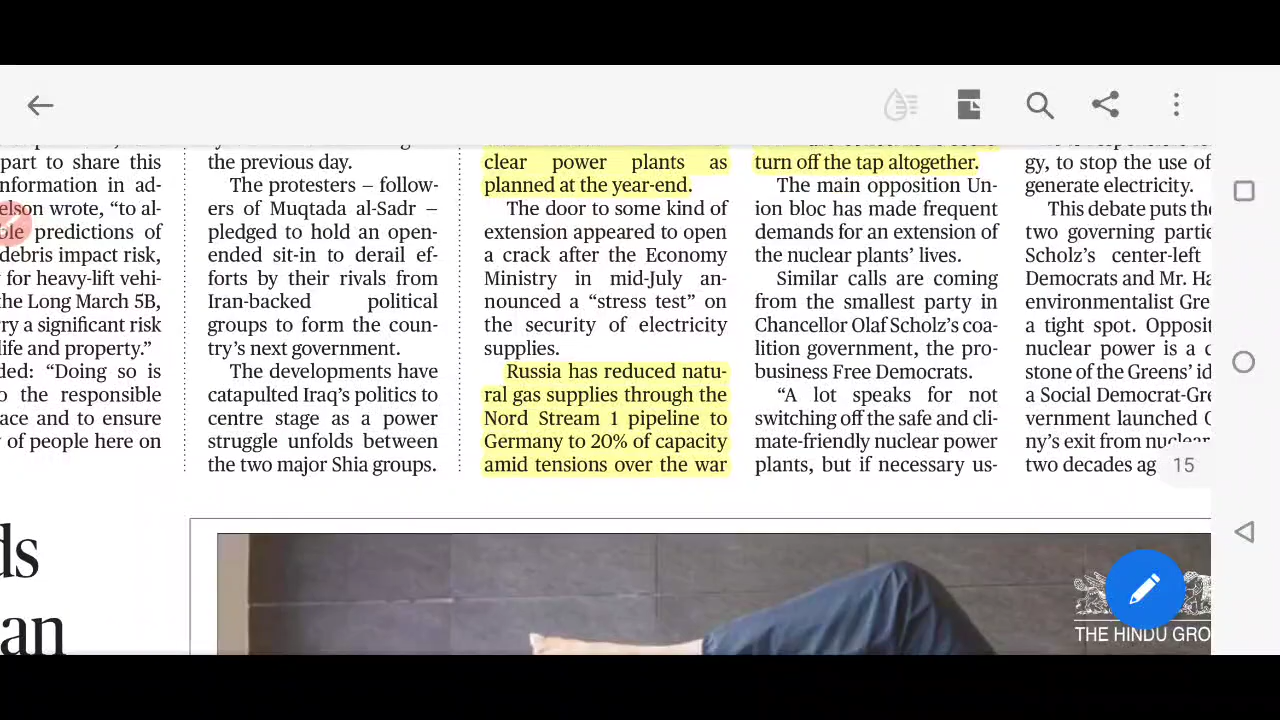 part to share this
nformation in ad-
elson wrote, "to al-
ble predictions of
debris impact risk,
for heavy-lift vehi-
the Long March 5B,
ry a significant risk
life and property."
ded: "Doing so is
o the responsible
ace and to ensure
of people here on
the previous day.
The protesters – follow-
ers of Muqtada al-Sadr –
pledged to hold an open-
ended sit-in to derail ef-
forts by their rivals from
Iran-backed political
groups to form the coun-
try's next government.
The developments have
catapulted Iraq's politics to
centre stage as a power
struggle unfolds between
the two major Shia groups.
clear power plants as
planned at the year-end.
The door to some kind of
extension appeared to open
a crack after the Economy
Ministry in mid-July an-
nounced a "stress test" on
the security of electricity
supplies.
Russia has reduced natu-
ral gas supplies through the
Nord Stream 1 pipeline to
Germany to 20% of capacity
amid tensions over the war
turn off the tap altogether.
The main opposition Un-
ion bloc has made frequent
demands for an extension of
the nuclear plants' lives.
Similar calls are coming
from the smallest party in
Chancellor Olaf Scholz's coa-
lition government, the pro-
business Free Democrats.
"A lot speaks for not
switching off the safe and cli-
mate-friendly nuclear power
plants, but if necessary us-
gy, to stop the use of
generate electricity.
This debate puts the
two governing partie
Scholz's center-left
Democrats and Mr. Ha
environmentalist Gre
a tight spot. Opposit
nuclear power is a c
stone of the Greens' id
a Social Democrat-Gre
vernment launched G
ny's exit from nuclear
two decades ag
15
ds
an
THE HINDU GRO